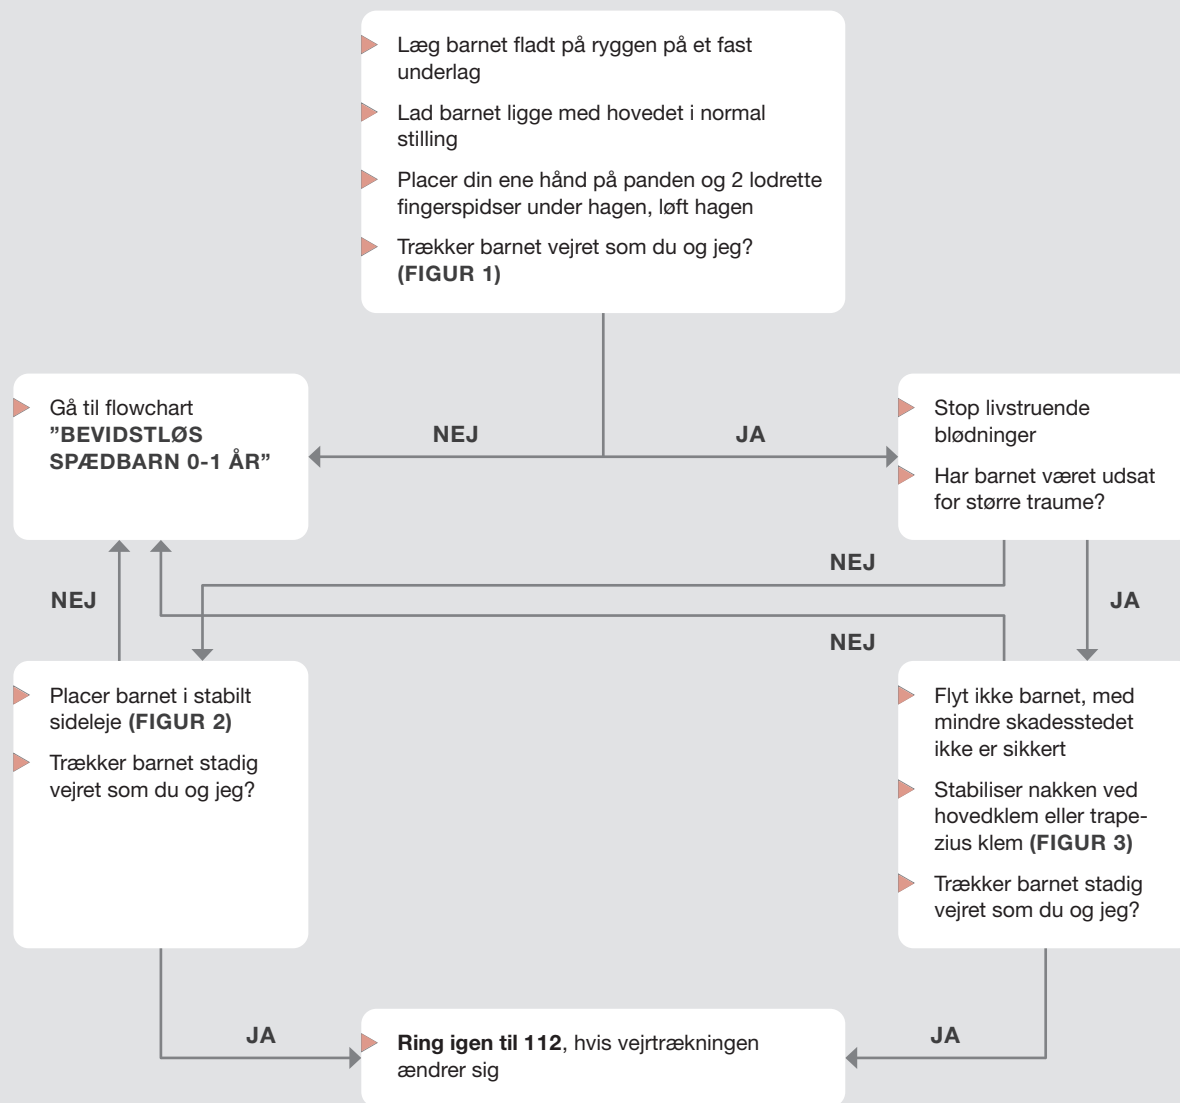 Læg barnet fladt på ryggen på et fast
underlag
Lad barnet ligge med hovedet i normal
stilling
Placer din ene hånd på panden og 2 lodrette
fingerspidser under hagen, løft hagen
Trækker barnet vejret som du og jeg?
(FIGUR 1)
NEJ
JA
Gå til flowchart
”BEVIDSTLØS
SPÆDBARN 0-1 ÅR”
Stop livstruende
blødninger
Har barnet været udsat
for større traume?
NEJ
NEJ
JA
NEJ
Placer barnet i stabilt
sideleje (FIGUR 2)
Trækker barnet stadig
vejret som du og jeg?
Flyt ikke barnet, med
mindre skadesstedet
ikke er sikkert
Stabiliser nakken ved
hovedklem eller trape-
zius klem (FIGUR 3)
Trækker barnet stadig
vejret som du og jeg?
JA
JA
Ring igen til 112, hvis vejrtrækningen
ændrer sig